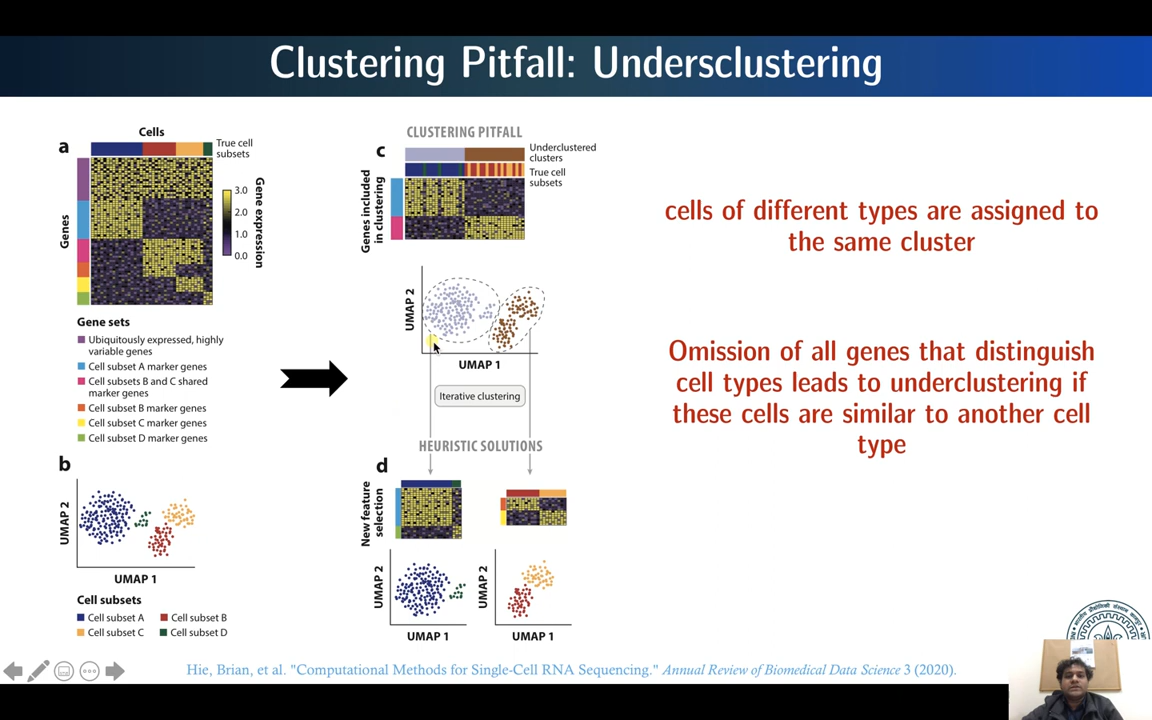 Clustering Pitfall: Undersclustering
a
Cells
True cell
subsets
Genes
3.0
2.0
1.0
0.0
Gene expression
Gene sets
Ubiquitously expressed, highly
variable genes
Cell subset A marker genes
Cell subsets B and C shared
marker genes
Cell subset B marker genes
Cell subset C marker genes
Cell subset D marker genes
b
UMAP 2
UMAP 1
Cell subsets
Cell subset A
Cell subset B
Cell subset C
Cell subset D
CLUSTERING PITFALL
c
Underclustered
clusters
True cell
subsets
Genes included
in clustering
UMAP 2
UMAP 1
Iterative clustering
HEURISTIC SOLUTIONS
d
New feature
selection
UMAP 2
UMAP 1
UMAP 2
UMAP 1
cells of different types are assigned to
the same cluster
Omission of all genes that distinguish
cell types leads to underclustering if
these cells are similar to another cell
type
Hie, Brian, et al. "Computational Methods for Single-Cell RNA Sequencing." Annual Review of Biomedical Data Science 3 (2020).